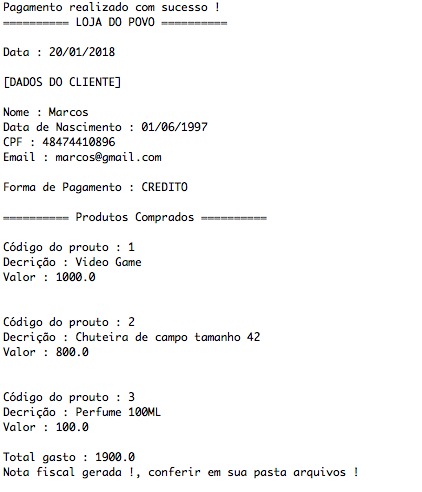 Pagamento realizado com sucesso !
========== LOJA DO POVO ==========
Data : 20/01/2018
[DADOS DO CLIENTE]
Nome : Marcos
Data de Nascimento : 01/06/1997
CPF : 48474410896
Email : marcos@gmail.com
Forma de Pagamento : CREDITO
========== Produtos Comprados ==========
Código do prouto : 1
Decrição : Video Game
Valor : 1000.0
Código do prouto : 2
Decrição : Chuteira de campo tamanho 42
Valor : 800.0
Código do prouto : 3
Decrição : Perfume 100ML
Valor : 100.0
Total gasto : 1900.0
Nota fiscal gerada !, conferir em sua pasta arquivos !